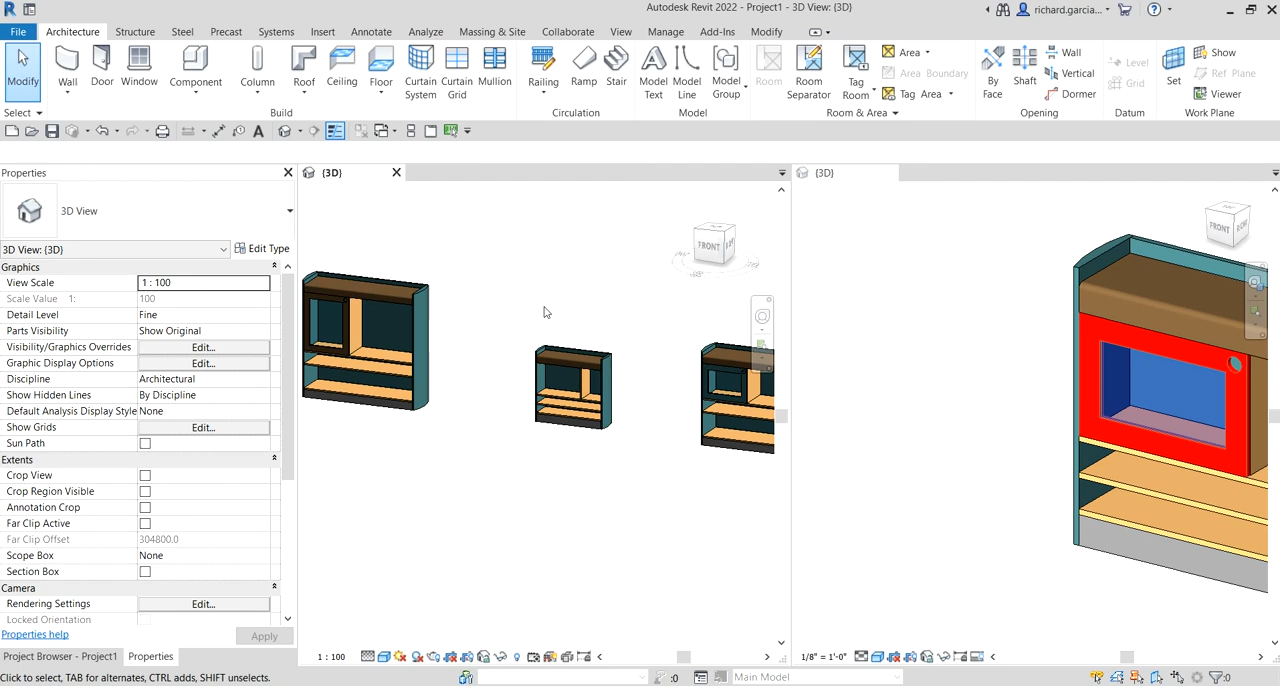 Autodesk Revit 2022 - Project1 - 3D View: {3D}
richard.garcia...
File Architecture Structure Steel Precast Systems Insert Annotate Analyze Massing & Site Collaborate View Manage Add-Ins Modify
Modify Wall Door Window Component Column Roof Ceiling Floor Curtain System Curtain Grid Mullion Railing Ramp Stair Model Text Model Line Model Group Room Room Separator Tag Room
Area
Area Boundary
Tag Area
By Face Shaft
Wall
Vertical
Dormer
Level
Grid
Set
Show
Ref Plane
Viewer
Select Build Circulation Model Room & Area Opening Datum Work Plane
Properties
3D View
3D View: {3D} Edit Type
Graphics
View Scale 1 : 100
Scale Value 1: 100
Detail Level Fine
Parts Visibility Show Original
Visibility/Graphics Overrides Edit...
Graphic Display Options Edit...
Discipline Architectural
Show Hidden Lines By Discipline
Default Analysis Display Style None
Show Grids Edit...
Sun Path
Extents
Crop View
Crop Region Visible
Annotation Crop
Far Clip Active
Far Clip Offset 304800.0
Scope Box None
Section Box
Camera
Rendering Settings Edit...
Locked Orientation
Properties help Apply
Project Browser - Project1 Properties
{3D}
FRONT
1 : 100
{3D}
FRONT
1/8" = 1'-0"
Click to select, TAB for alternates, CTRL adds, SHIFT unselects.
:0
Main Model
:0